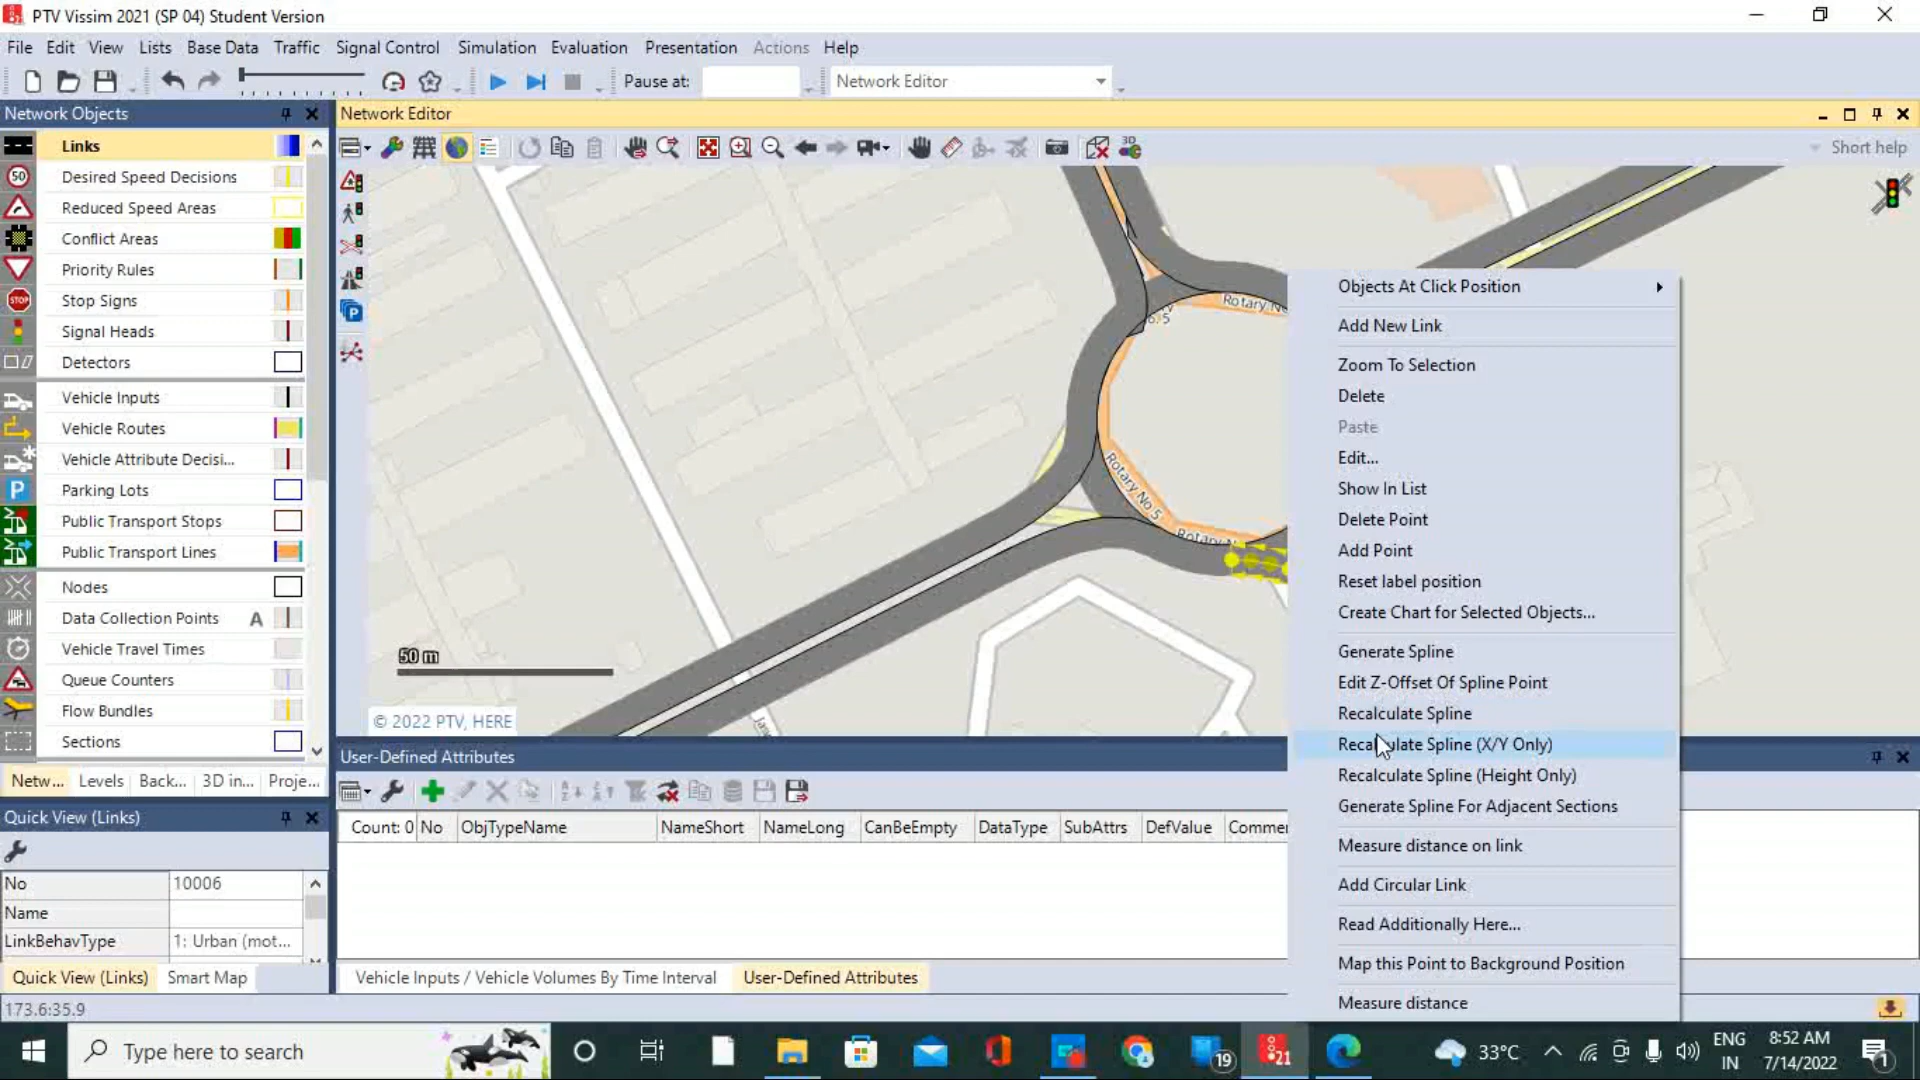 PTV Vissim 2021 (SP 04) Student Version
File Edit View Lists Base Data Traffic Signal Control Simulation Evaluation Presentation Actions Help
Pause at: Network Editor
Network Objects
Links
Desired Speed Decisions
Reduced Speed Areas
Conflict Areas
Priority Rules
Stop Signs
Signal Heads
Detectors
Vehicle Inputs
Vehicle Routes
Vehicle Attribute Decisi...
Parking Lots
Public Transport Stops
Public Transport Lines
Nodes
Data Collection Points A
Vehicle Travel Times
Queue Counters
Flow Bundles
Sections
Netw... Levels Back... 3D in... Proje...
Quick View (Links)
No 10006
Name
LinkBehavType 1: Urban (mot...
Quick View (Links) Smart Map
173.6:35.9
Network Editor
Short help
Rotary No.5
50 m
© 2022 PTV, HERE
Objects At Click Position
Add New Link
Zoom To Selection
Delete
Paste
Edit...
Show In List
Delete Point
Add Point
Reset label position
Create Chart for Selected Objects...
Generate Spline
Edit Z-Offset Of Spline Point
Recalculate Spline
Recalculate Spline (X/Y Only)
Recalculate Spline (Height Only)
Generate Spline For Adjacent Sections
Measure distance on link
Add Circular Link
Read Additionally Here...
Map this Point to Background Position
Measure distance
User-Defined Attributes
Count: 0 No ObjTypeName NameShort NameLong CanBeEmpty DataType SubAttrs DefValue Comme
Vehicle Inputs / Vehicle Volumes By Time Interval User-Defined Attributes
Type here to search
19
21
33°C
ENG
IN
8:52 AM
7/14/2022
1